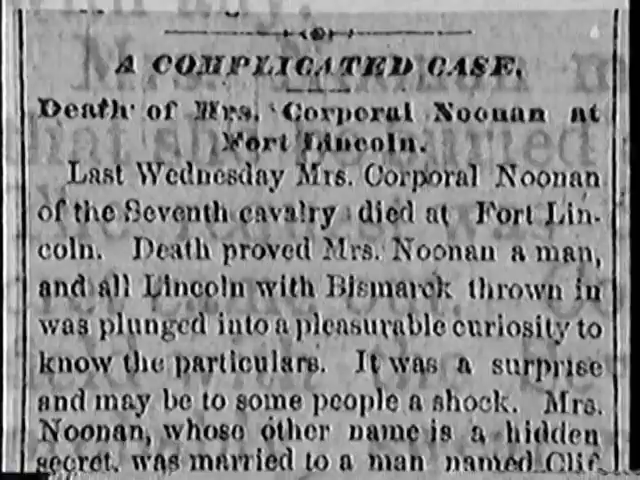 A COMPLICATED CASE.
Death of Mrs. Corporal Noonan at
Fort Lincoln.
Last Wednesday Mrs. Corporal Noonan
of the Seventh cavalry died at Fort Lin-
coln. Death proved Mrs. Noonan a man,
and all Lincoln with Bismarck thrown in
was plunged into a pleasurable curiosity to
know the particulars. It was a surprise
and may be to some people a shock. Mrs.
Noonan, whose other name is a hidden
secret, was married to a man named Clif